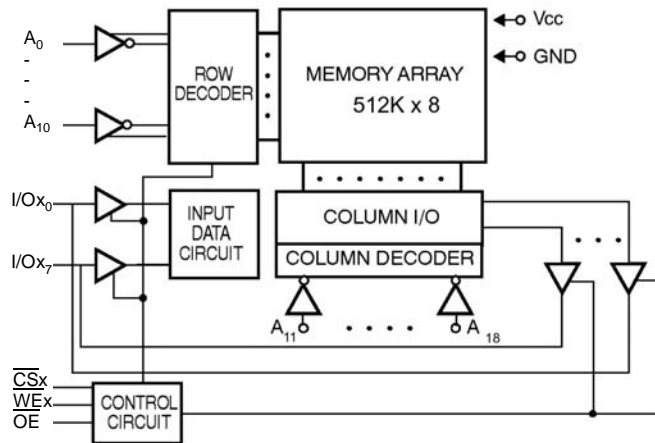 A0
-
-
-
A10
ROW
DECODER
MEMORY ARRAY
512K x 8
Vcc
GND
I/Ox0
I/Ox7
INPUT
DATA
CIRCUIT
COLUMN I/O
COLUMN DECODER
A11
A 18
CSx
WEx
OE
CONTROL
CIRCUIT